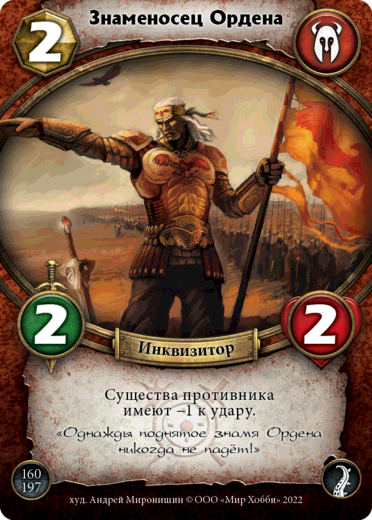 Знаменосец Ордена
2
2
2
Инквизитор
Существа противника
имеют –1 к удару.
«Однажды поднятое знамя Ордена
никогда не падёт!»
160
197
худ. Андрей Миронишин © ООО «Мир Хобби» 2022